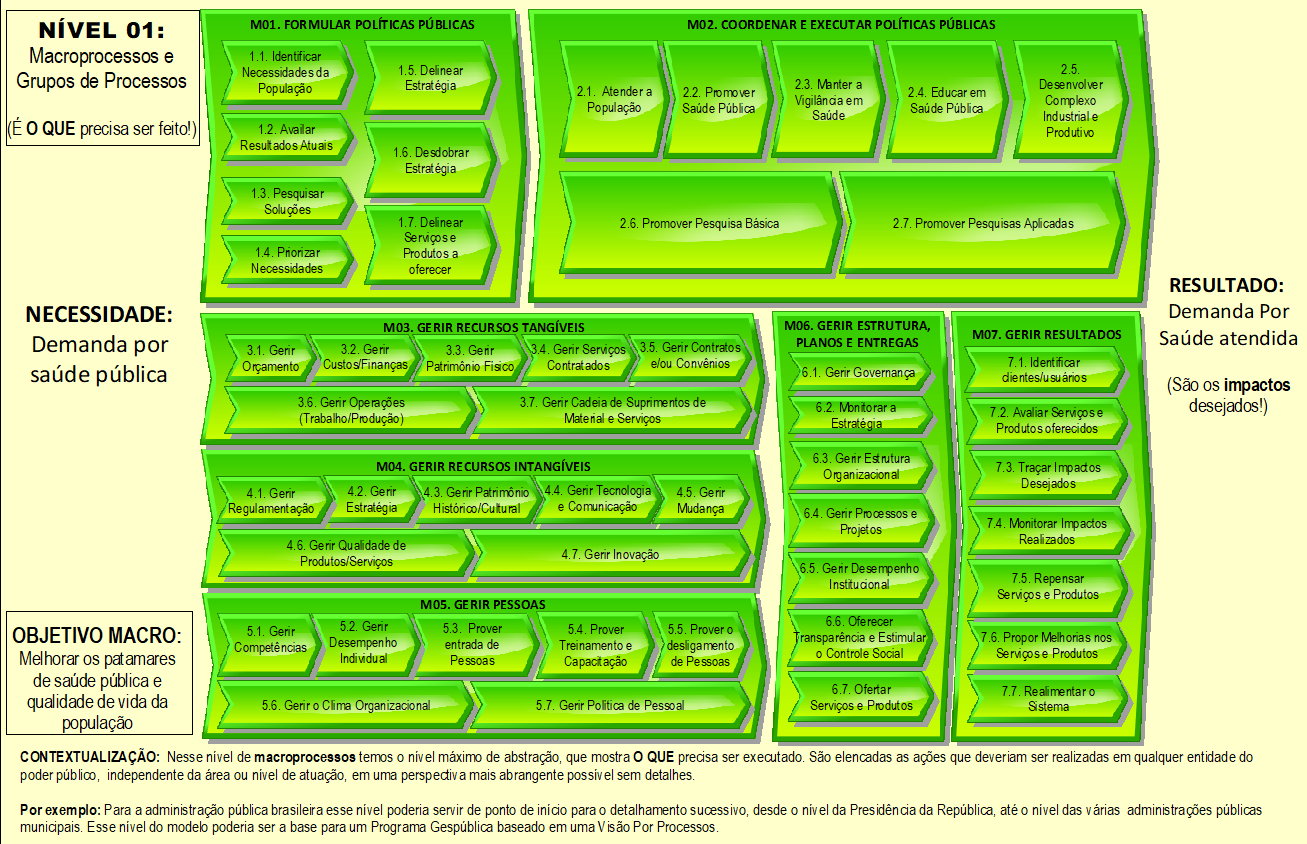 NÍVEL 01:
Macroprocessos e
Grupos de Processos
(É O QUE precisa ser feito!)
M01. FORMULAR POLÍTICAS PÚBLICAS
1.1. Identificar
Necessidades da
População
1.2. Availar
Resultados Atuais
1.3. Pesquisar
Soluções
1.4. Priorizar
Necessidades
1.5. Delinear
Estratégia
1.6. Desdobrar
Estratégia
1.7. Delinear
Serviços e
Produtos a
oferecer
M02. COORDENAR E EXECUTAR POLÍTICAS PÚBLICAS
2.1. Atender a
População
2.2. Promover
Saúde Pública
2.3. Manter a
Vigilância em
Saúde
2.4. Educar em
Saúde Pública
2.5.
Desenvolver
Complexo
Industrial e
Produtivo
2.6. Promover Pesquisa Básica
2.7. Promover Pesquisas Aplicadas
NECESSIDADE:
Demanda por
saúde pública
RESULTADO:
Demanda Por
Saúde atendida
(São os impactos
desejados!)
M03. GERIR RECURSOS TANGÍVEIS
3.1. Gerir
Orçamento
3.2. Gerir
Custos/Finanças
3.3. Gerir
Patrimônio Físico
3.4. Gerir Serviços
Contratados
3.5. Gerir Contratos
e/ou Convênios
3.6. Gerir Operações
(Trabalho/Produção)
3.7. Gerir Cadeia de Suprimentos de
Material e Serviços
M04. GERIR RECURSOS INTANGÍVEIS
4.1. Gerir
Regulamentação
4.2. Gerir
Estratégia
4.3. Gerir Patrimônio
Histórico/Cultural
4.4. Gerir Tecnologia
e Comunicação
4.5. Gerir
Mudança
4.6. Gerir Qualidade de
Produtos/Serviços
4.7. Gerir Inovação
M05. GERIR PESSOAS
5.1. Gerir
Competências
5.2. Gerir
Desempenho
Individual
5.3. Prover
entrada de
Pessoas
5.4. Prover
Treinamento e
Capacitação
5.5. Prover o
desligamento
de Pessoas
5.6. Gerir o Clima Organizacional
5.7. Gerir Politica de Pessoal
M06. GERIR ESTRUTURA,
PLANOS E ENTREGAS
6.1. Gerir Governança
6.2. Monitorar a
Estratégia
6.3. Gerir Estrutura
Organizacional
6.4. Gerir Processos e
Projetos
6.5. Gerir Desempenho
Institucional
6.6. Oferecer
Transparência e Estimular
o Controle Social
6.7. Ofertar
Serviços e Produtos
M07. GERIR RESULTADOS
7.1. Identificar
clientes/usuários
7.2. Avaliar Serviços e
Produtos oferecidos
7.3. Traçar Impactos
Desejados
7.4. Monitorar Impactos
Realizados
7.5. Repensar
Serviços e Produtos
7.6. Propor Melhorias nos
Serviços e Produtos
7.7. Realimentar o
Sistema
OBJETIVO MACRO:
Melhorar os patamares
de saúde pública e
qualidade de vida da
população
CONTEXTUALIZAÇÃO: Nesse nível de macroprocessos temos o nível máximo de abstração, que mostra O QUE precisa ser executado. São elencadas as ações que deveriam ser realizadas em qualquer entidade do
poder público, independente da área ou nível de atuação, em uma perspectiva mais abrangente possível sem detalhes.
Por exemplo: Para a administração pública brasileira esse nível poderia servir de ponto de início para o detalhamento sucessivo, desde o nível da Presidência da República, até o nível das várias administrações públicas
municipais. Esse nível do modelo poderia ser a base para um Programa Gespública baseado em uma Visão Por Processos.